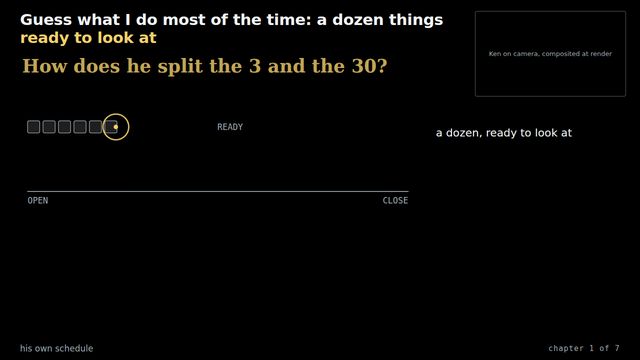 Guess what I do most of the time: a dozen things
ready to look at
How does he split the 3 and the 30?
Ken on camera, composited at render
READY
a dozen, ready to look at
OPEN
CLOSE
his own schedule
chapter 1 of 7